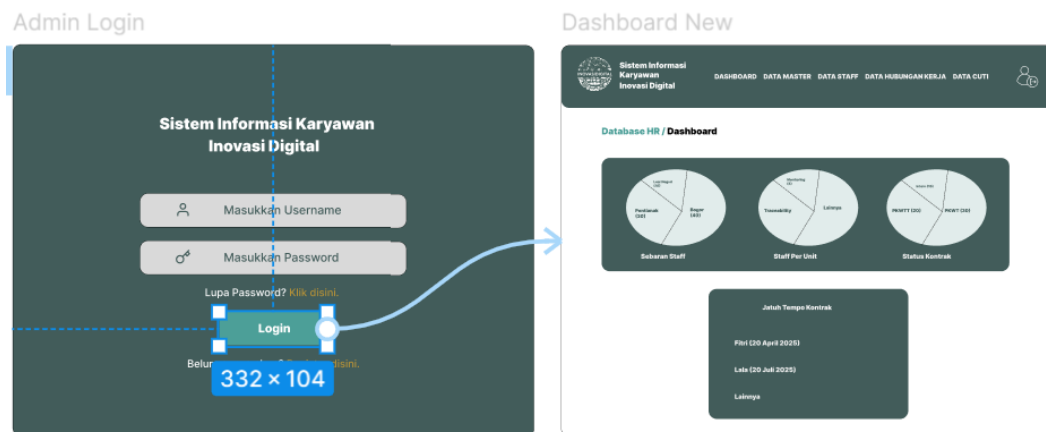 Admin Login
Sistem Informasi Karyawan
Inovasi Digital
Masukkan Username
Masukkan Password
Lupa Password? Klik disini.
Login
Belum
disini.
332 × 104
Dashboard New
Sistem Informasi
Karyawan
Inovasi Digital
DASHBOARD DATA MASTER DATA STAFF DATA HUBUNGAN KERJA DATA CUTI
Database HR / Dashboard
Pontianak
Bogor
Sebaran Staff
Marketing
Traceability
Lainnya
Staff Per Unit
PKWTT (20)
PKWT (30)
Status Kontrak
Jatuh Tempo Kontrak
Fitri (20 April 2025)
Lala (20 Juli 2025)
Lainnya